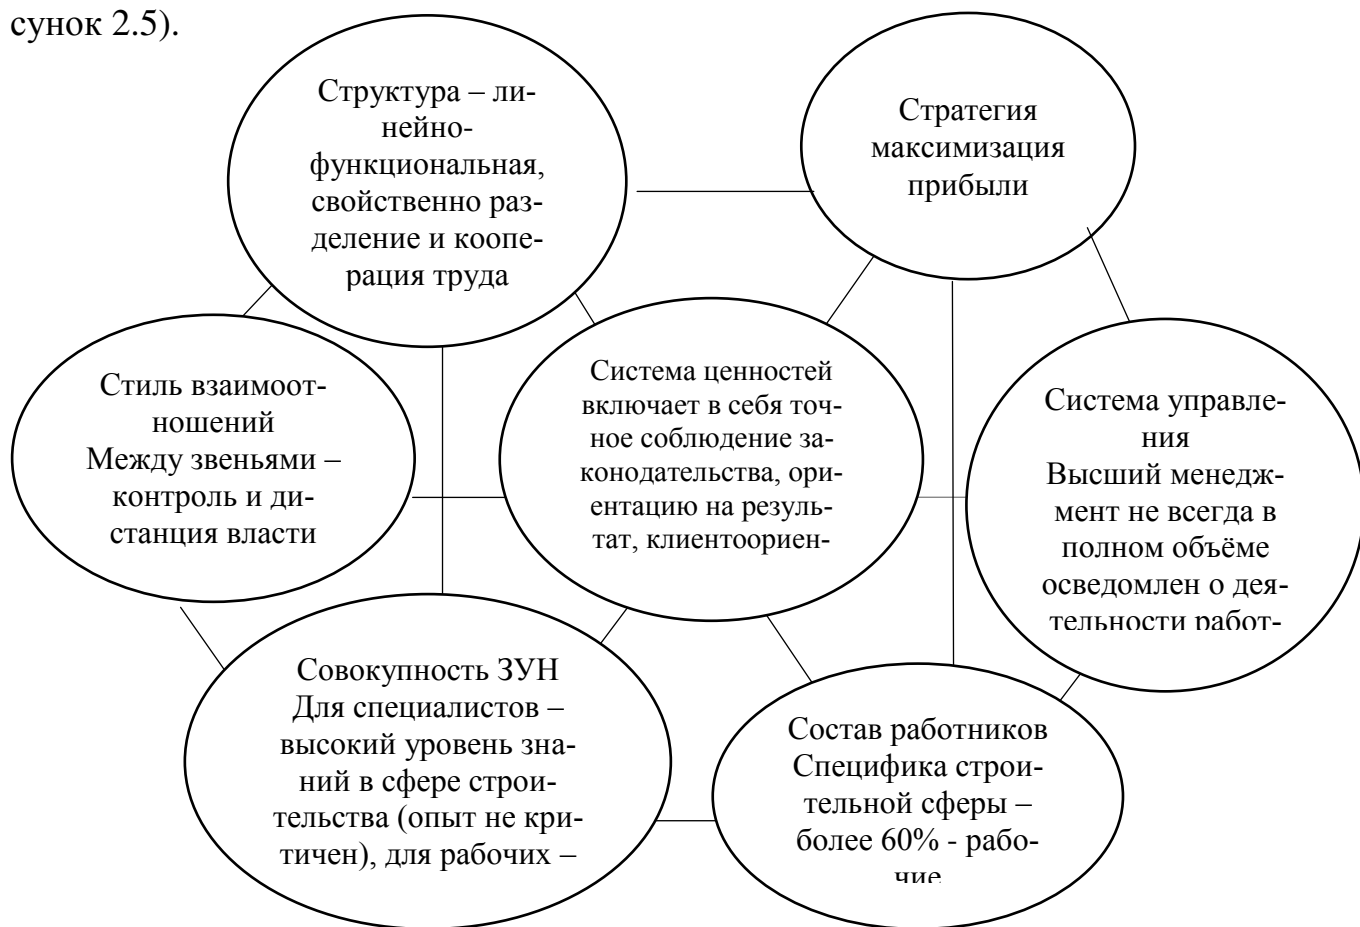 сунок 2.5).
Структура – ли-
нейно-
функциональная,
свойственно раз-
деление и коопе-
рация труда
Стратегия
максимизация
прибыли
Стиль взаимоот-
ношений
Между звеньями –
контроль и ди-
станция власти
Система ценностей
включает в себя точ-
ное соблюдение за-
конодательства, ори-
ентацию на резуль-
тат, клиентоориен-
Система управле-
ния
Высший менедж-
мент не всегда в
полном объёме
осведомлен о дея-
тельности работ-
Совокупность ЗУН
Для специалистов –
высокий уровень зна-
ний в сфере строи-
тельства (опыт не кри-
тичен), для рабочих –
Состав работников
Специфика строи-
тельной сферы –
более 60% - рабо-
чие